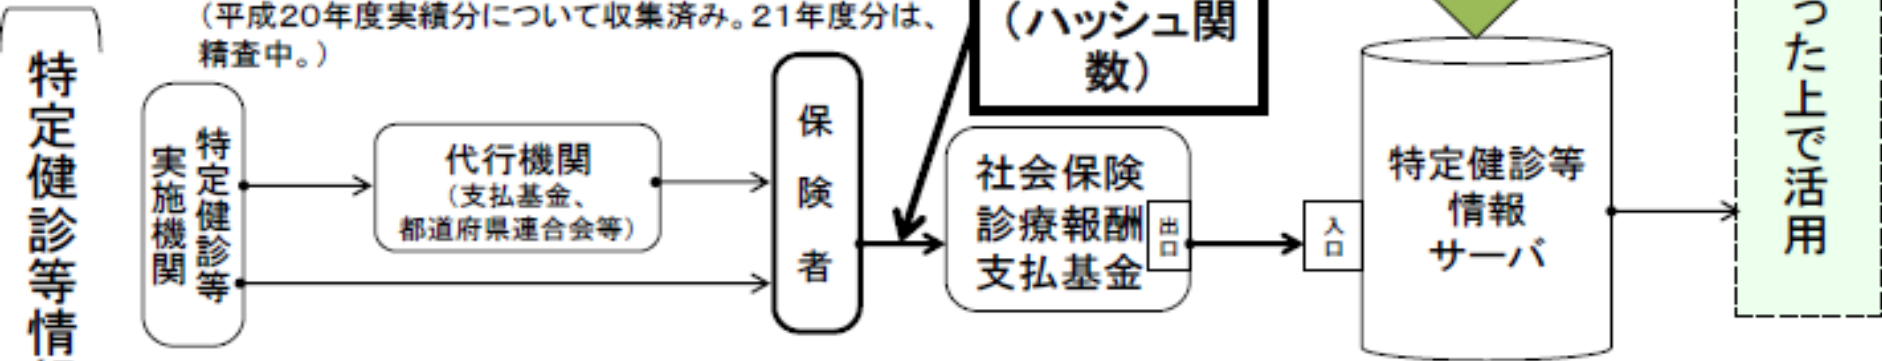 (平成20年度実績分について収集済み。21年度分は、
精査中。)
(ハッシュ関
数)
特定健診等情
特定健診等
実施機関
代行機関
(支払基金、
都道府県連合会等)
保険者
社会保険
診療報酬
支払基金
出口
入口
特定健診等
情報
サーバ
った上で活用